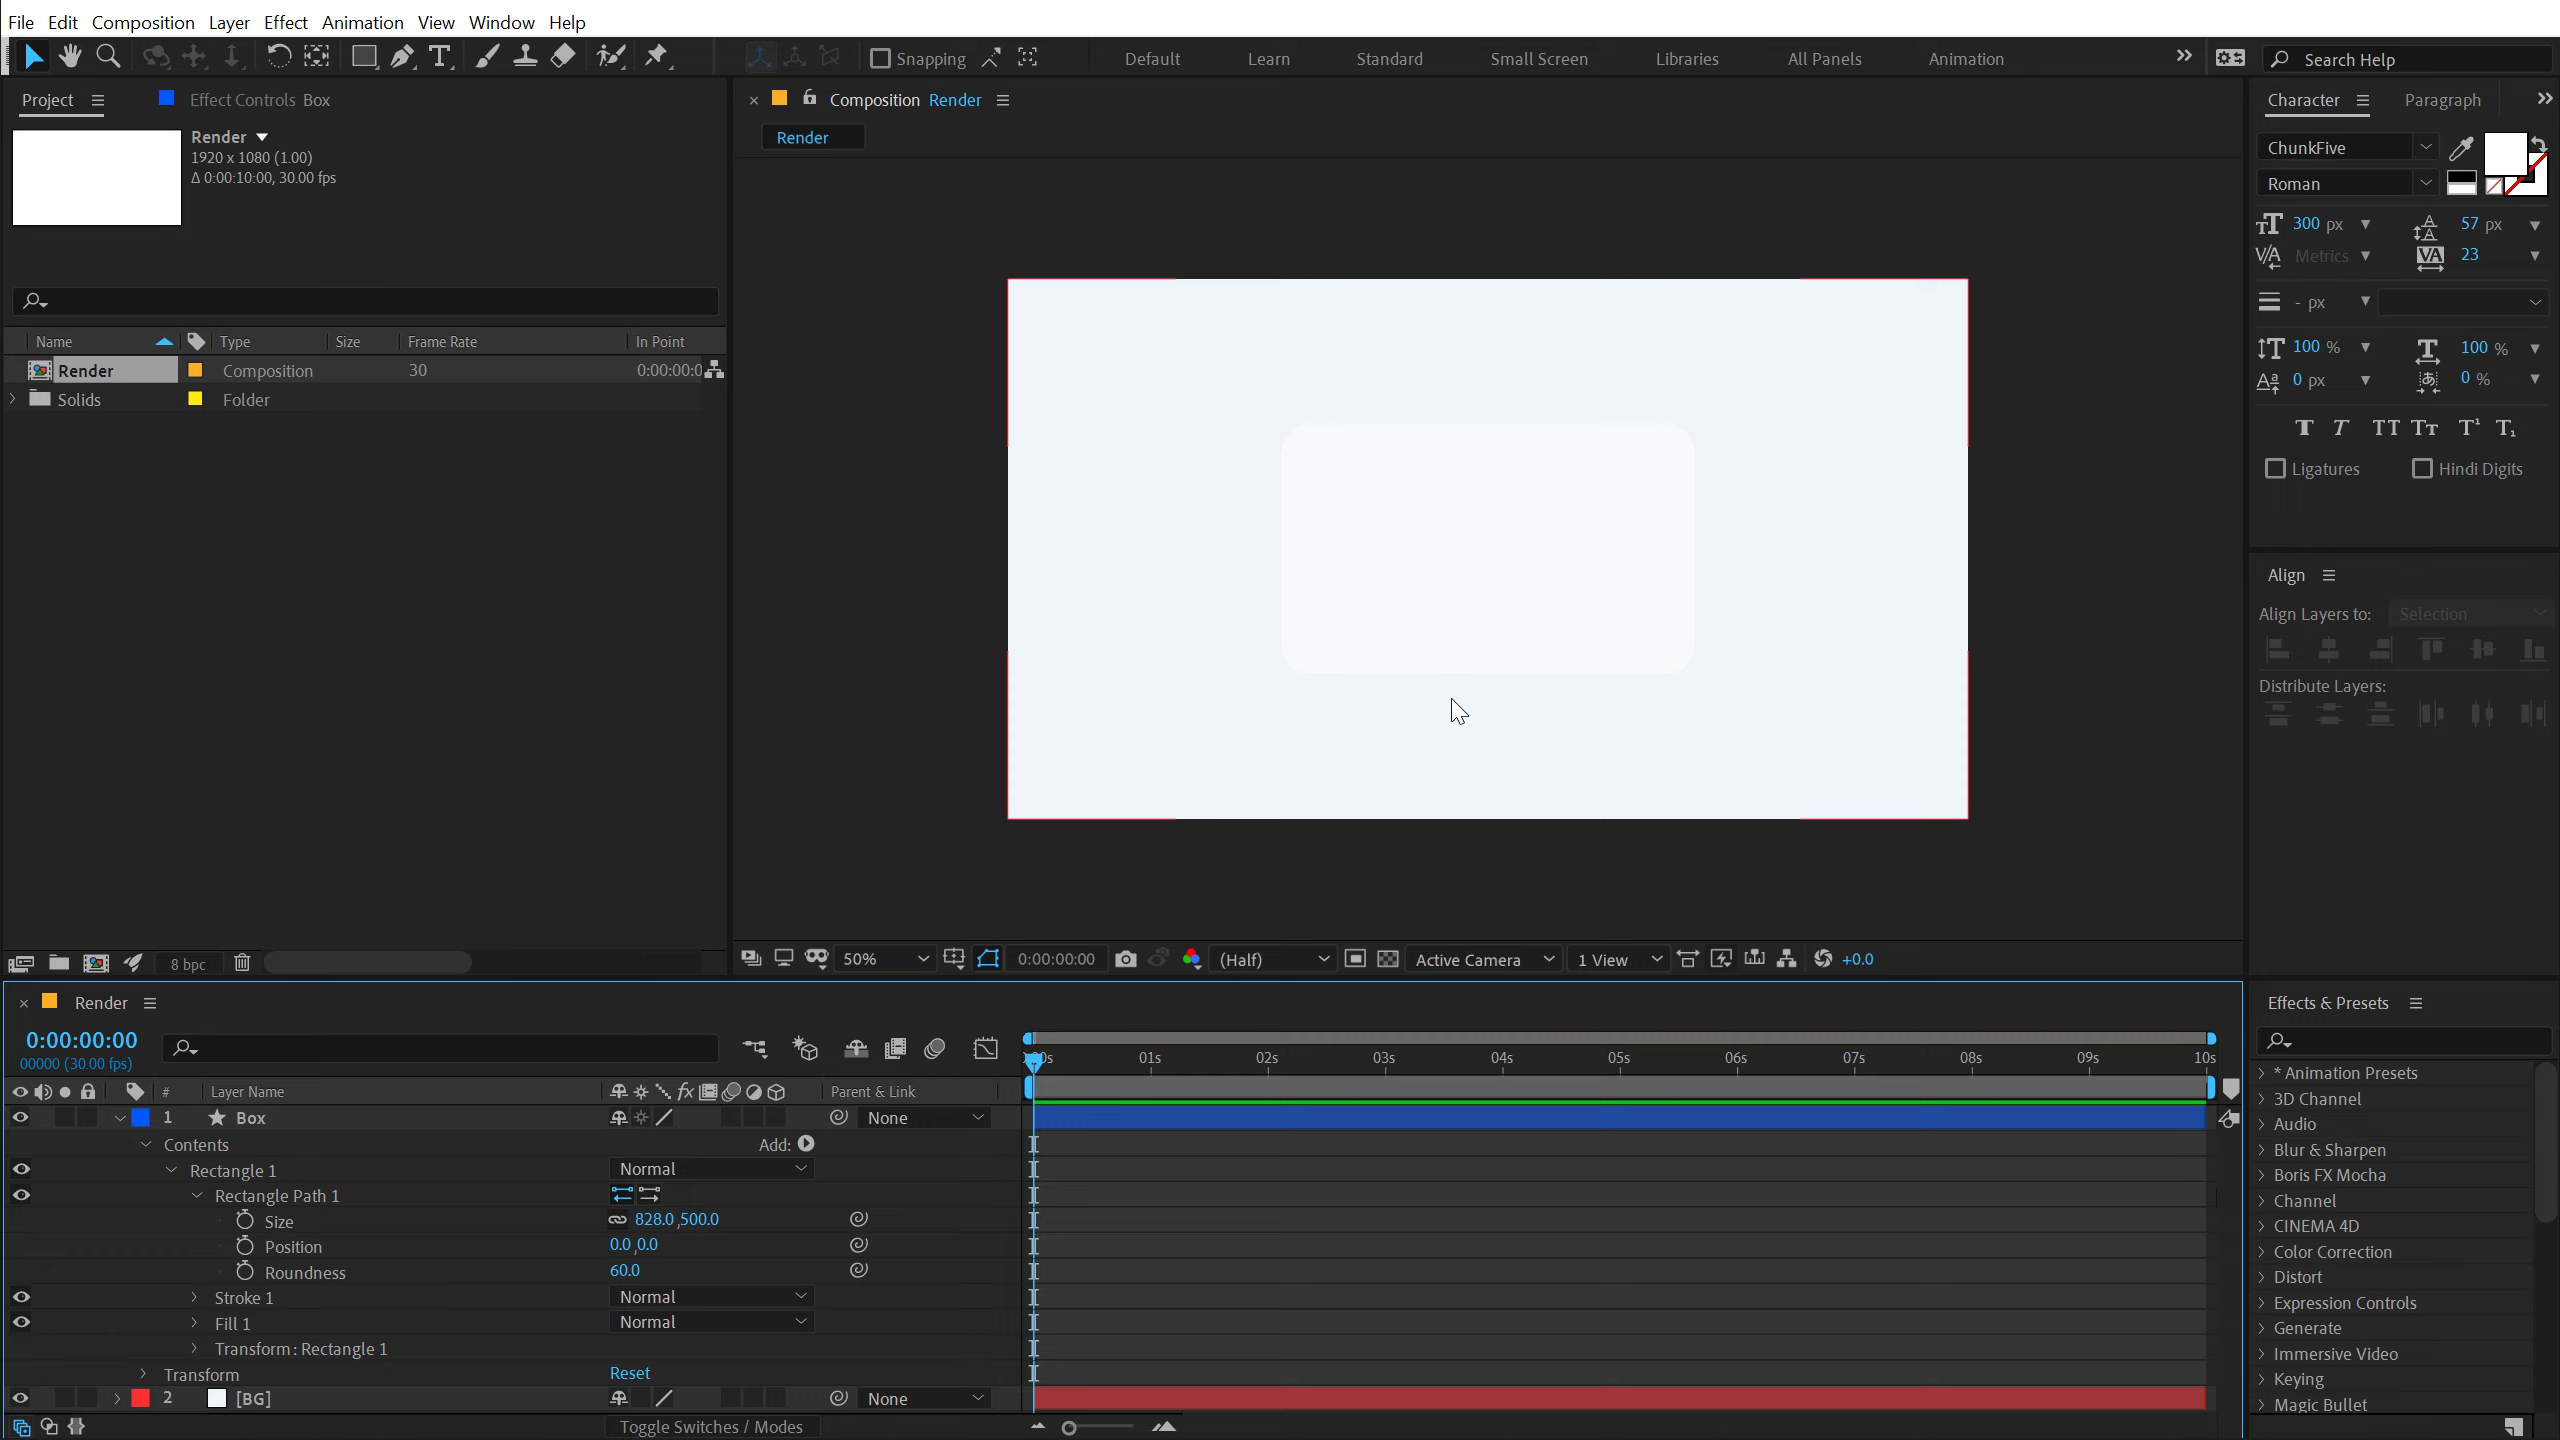 File Edit Composition Layer Effect Animation View Window Help
Snapping Default Learn Standard Small Screen Libraries All Panels Animation Search Help
Project Effect Controls Box
Render
1920 x 1080 (1.00)
Δ 0:00:10:00, 30.00 fps
Name Type Size Frame Rate In Point
Render Composition 30 0:00:00:0
Solids Folder
8 bpc
Composition Render
Render
50% 0:00:00:00 (Half) Active Camera 1 View +0.0
Character Paragraph
ChunkFive
Roman
300 px 57 px
Metrics 23
- px
100 % 100 %
0 px 0 %
Ligatures Hindi Digits
Align
Align Layers to: Selection
Distribute Layers:
Render
0:00:00:00
00000 (30.00 fps)
00s 01s 02s 03s 04s 05s 06s 07s 08s 09s 10s
# Layer Name Parent & Link
1 Box None
Contents Add:
Rectangle 1 Normal
Rectangle Path 1
Size 828.0,500.0
Position 0.0,0.0
Roundness 60.0
Stroke 1 Normal
Fill 1 Normal
Transform: Rectangle 1
Transform Reset
2 [BG] None
Toggle Switches / Modes
Effects & Presets
* Animation Presets
3D Channel
Audio
Blur & Sharpen
Boris FX Mocha
Channel
CINEMA 4D
Color Correction
Distort
Expression Controls
Generate
Immersive Video
Keying
Magic Bullet